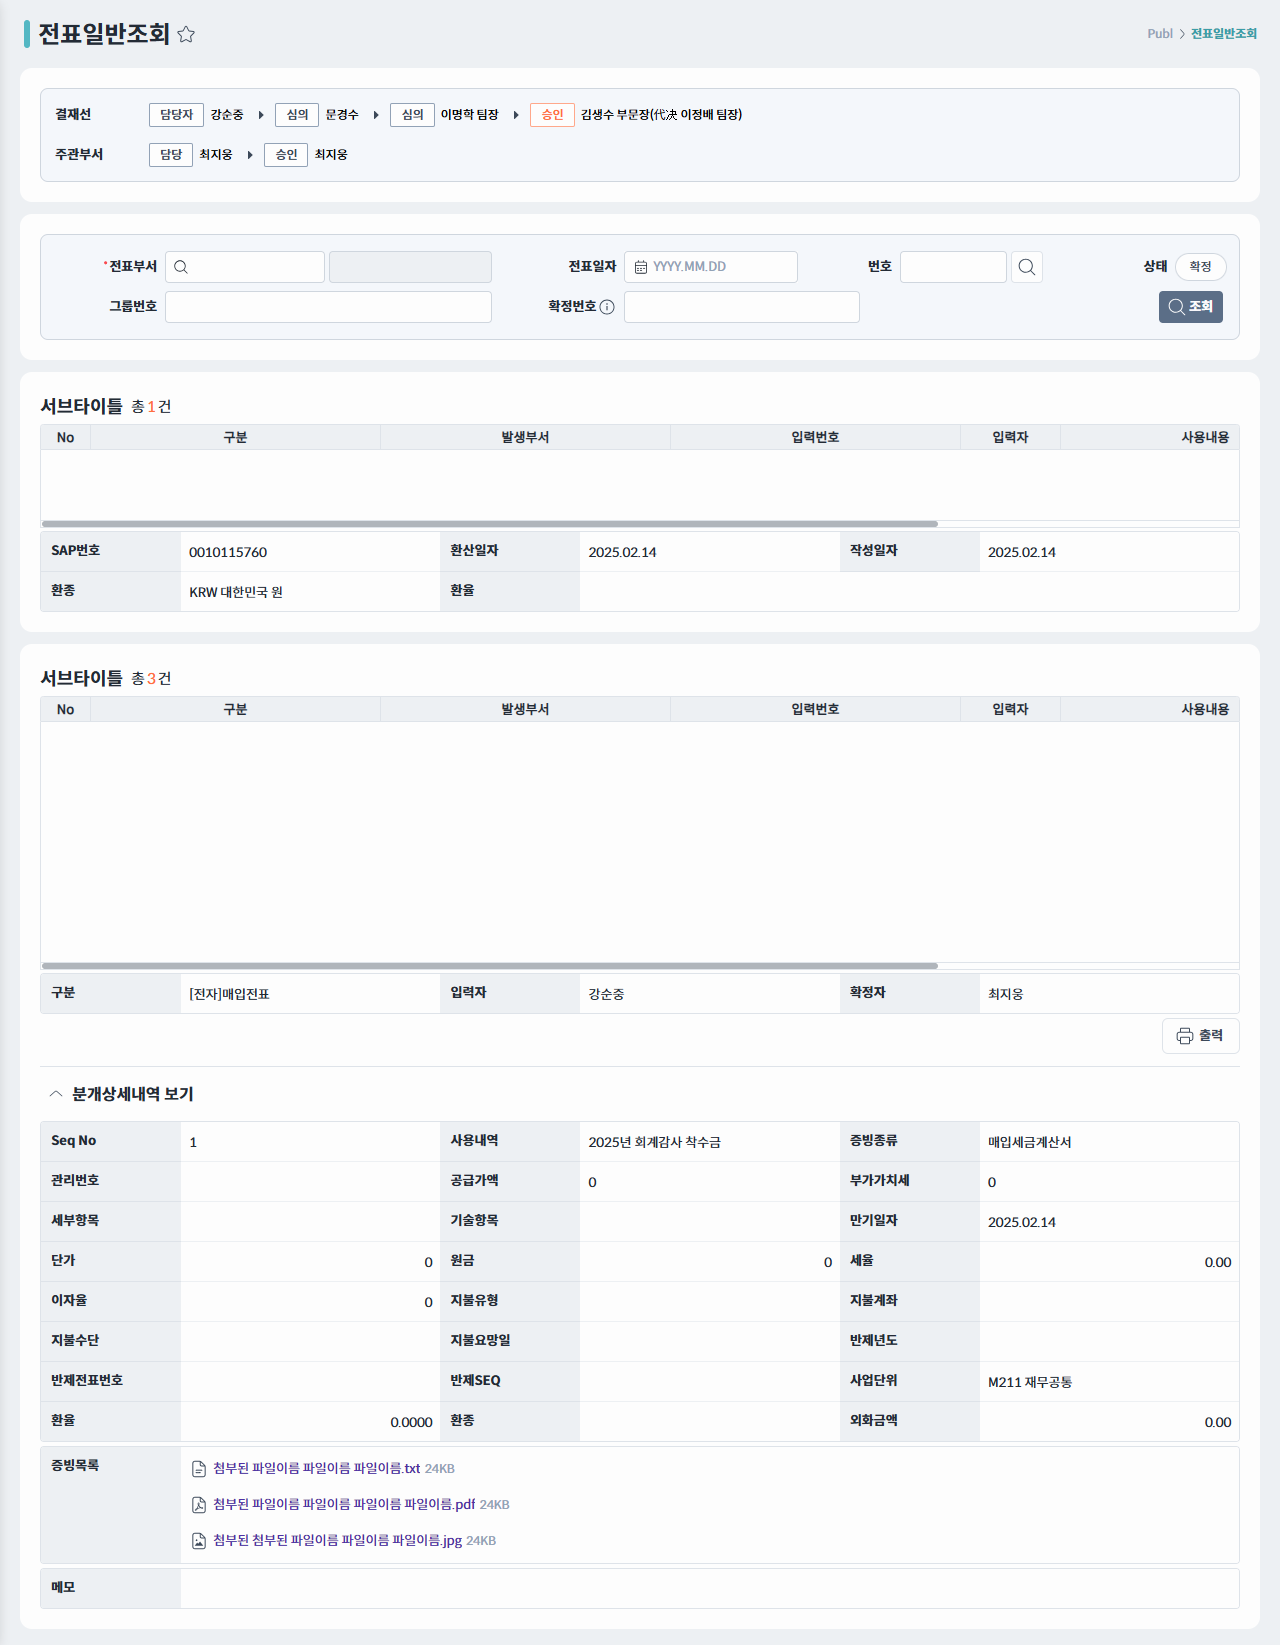 전표일반조회
Publ > 전표일반조회
결재선 담당자 강순중 심의 문경수 심의 이명학 팀장 승인 김생수 부문장(代决 이정배 팀장)
주관부서 담당 최지웅 승인 최지웅
*전표부서 전표일자 YYYY.MM.DD 번호 상태 확정
그룹번호 확정번호 조회
서브타이틀 총 1 건
No 구분 발생부서 입력번호 입력자 사용내용
SAP번호 0010115760 환산일자 2025.02.14 작성일자 2025.02.14
환종 KRW 대한민국 원 환율
서브타이틀 총 3 건
No 구분 발생부서 입력번호 입력자 사용내용
구분 [전자]매입전표 입력자 강순중 확정자 최지웅
출력
분개상세내역 보기
Seq No 1 사용내역 2025년 회계감사 착수금 증빙종류 매입세금계산서
관리번호 공급가액 0 부가가치세 0
세부항목 기술항목 만기일자 2025.02.14
단가 0 원금 0 세율 0.00
이자율 0 지불유형 지불계좌
지불수단 지불요망일 반제년도
반제전표번호 반제SEQ 사업단위 M211 재무공통
환율 0.0000 환종 외화금액 0.00
증빙목록 첨부된 파일이름 파일이름 파일이름.txt 24KB
첨부된 파일이름 파일이름 파일이름 파일이름.pdf 24KB
첨부된 첨부된 파일이름 파일이름 파일이름.jpg 24KB
메모